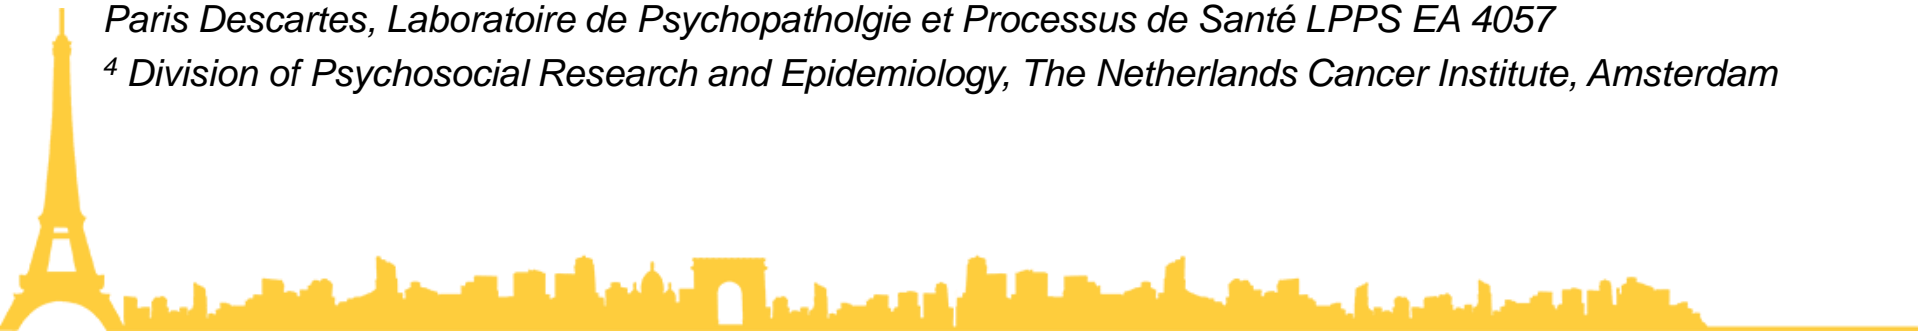 Paris Descartes, Laboratoire de Psychopatholgie et Processus de Santé LPPS EA 4057
⁴ Division of Psychosocial Research and Epidemiology, The Netherlands Cancer Institute, Amsterdam